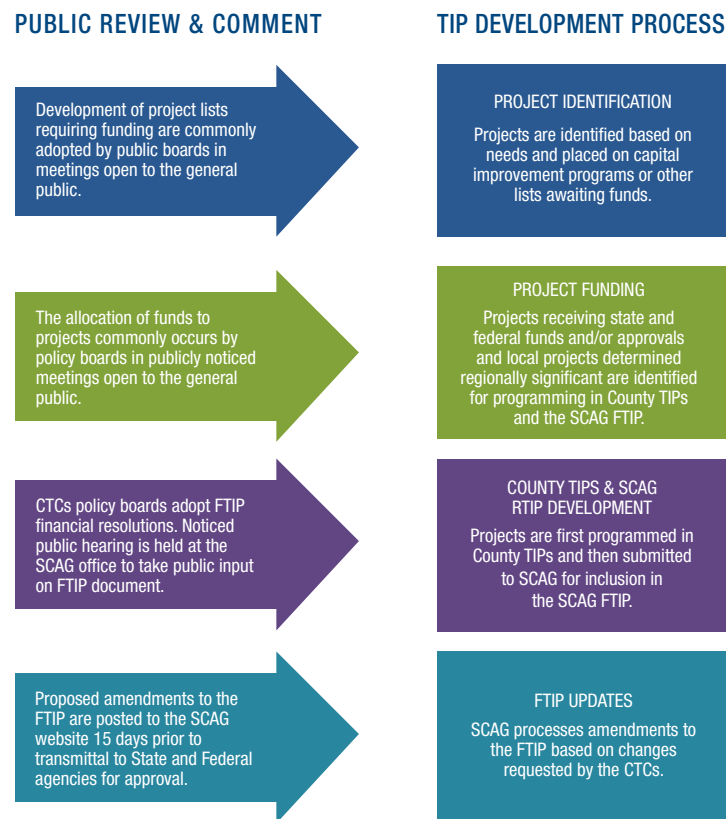 PUBLIC REVIEW & COMMENT
TIP DEVELOPMENT PROCESS
Development of project lists
requiring funding are commonly
adopted by public boards in
meetings open to the general
public.
PROJECT IDENTIFICATION
Projects are identified based on
needs and placed on capital
improvement programs or other
lists awaiting funds.
The allocation of funds to
projects commonly occurs by
policy boards in publicly noticed
meetings open to the general
public.
PROJECT FUNDING
Projects receiving state and
federal funds and/or approvals
and local projects determined
regionally significant are identified
for programming in County TIPs
and the SCAG FTIP.
CTCs policy boards adopt FTIP
financial resolutions. Noticed
public hearing is held at the
SCAG office to take public input
on FTIP document.
COUNTY TIPS & SCAG
RTIP DEVELOPMENT
Projects are first programmed in
County TIPs and then submitted
to SCAG for inclusion in
the SCAG FTIP.
Proposed amendments to the
FTIP are posted to the SCAG
website 15 days prior to
transmittal to State and Federal
agencies for approval.
FTIP UPDATES
SCAG processes amendments to
the FTIP based on changes
requested by the CTCs.